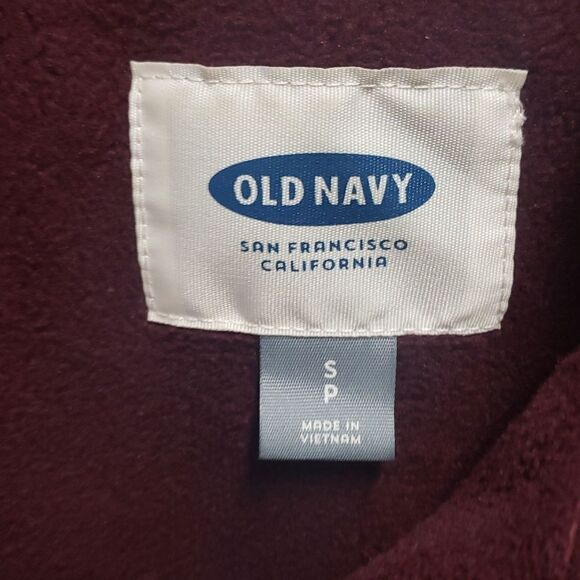 OLD NAVY
SAN FRANCISCO
CALIFORNIA
S
P
MADE IN
VIETNAM